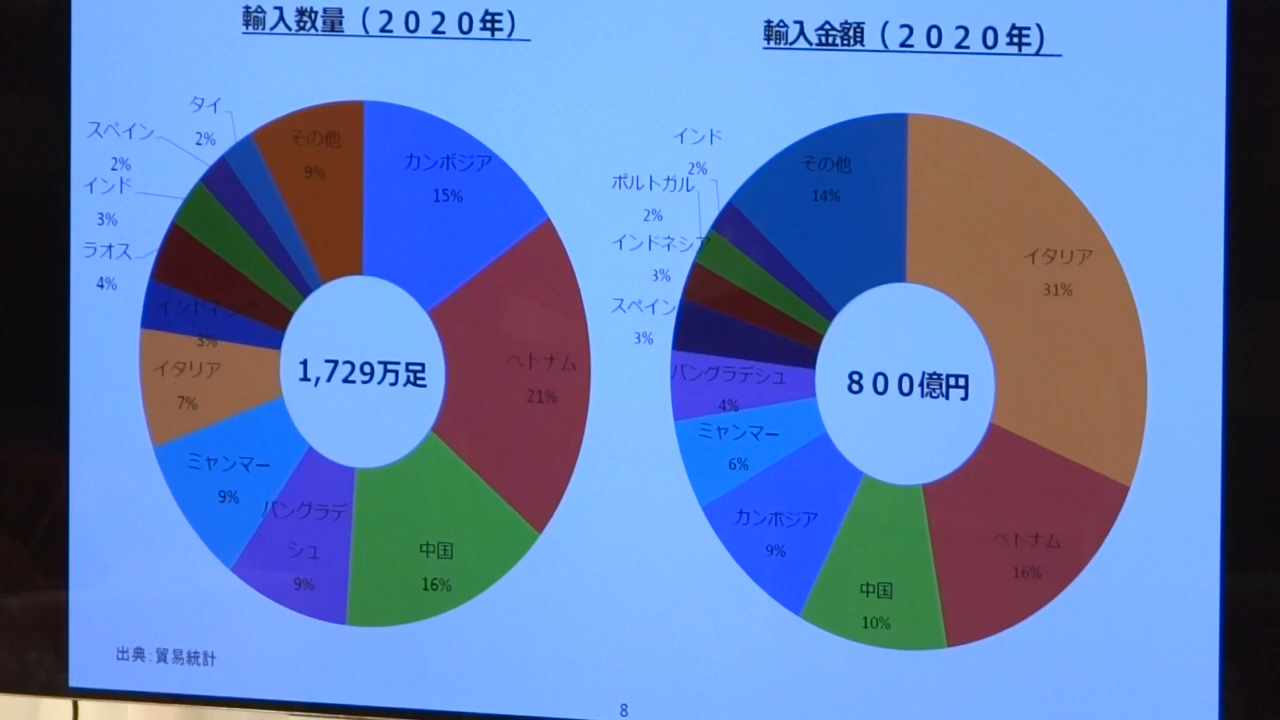 輸入数量（２０２０年）
タイ
2%
スペイン
2%
インド
3%
ラオス
4%
インドネシ
3%
イタリア
7%
ミャンマー
9%
バングラデ
シュ
9%
中国
16%
ベトナム
21%
カンボジア
15%
その他
9%
1,729万足
出典：貿易統計
輸入金額（２０２０年）
インド
2%
ポルトガル
2%
インドネシア
3%
スペイン
3%
バングラデシュ
4%
ミャンマー
6%
カンボジア
9%
中国
10%
ベトナム
16%
イタリア
31%
その他
14%
８００億円
8